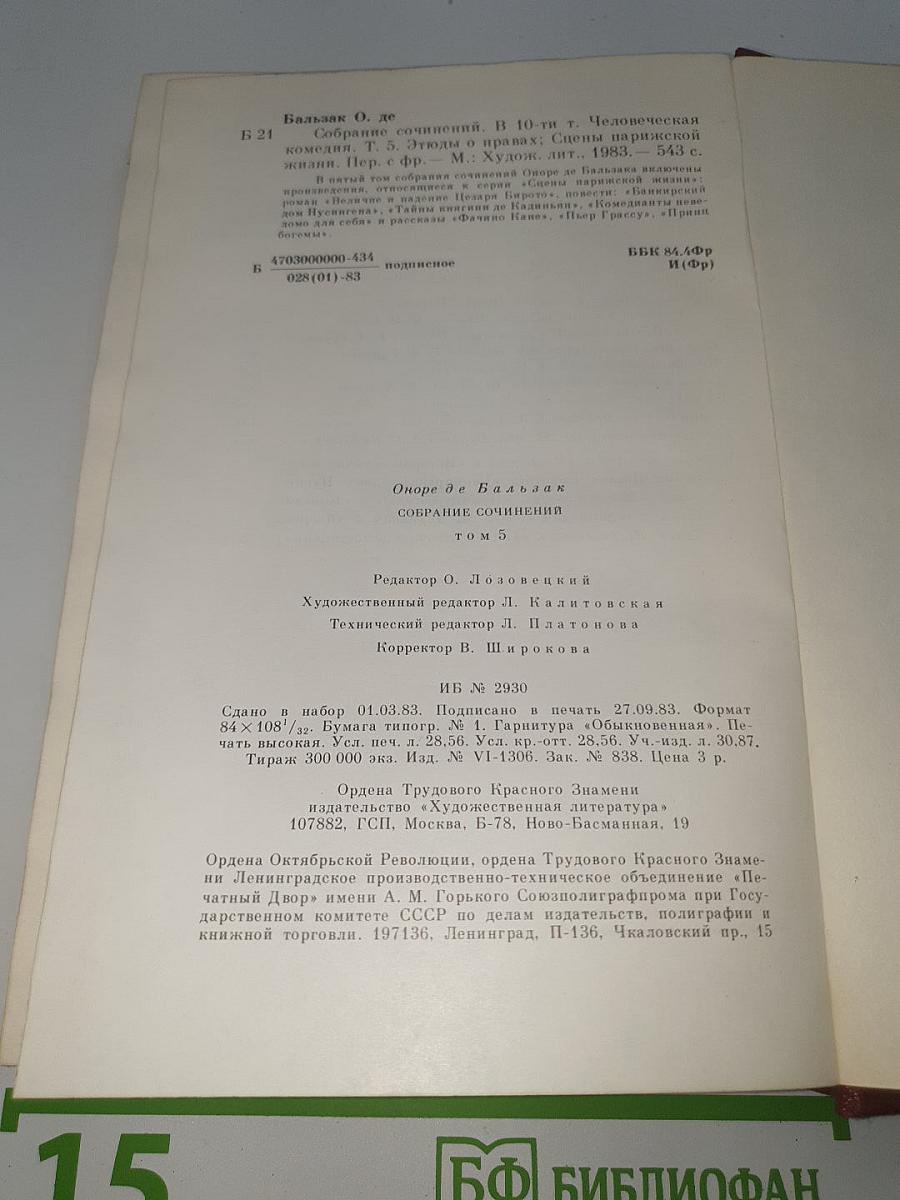 Бальзак О. де
Б 21 Собрание сочинений. В 10-ти т. Человеческая
комедия. Т. 5. Этюды о нравах; Сцены парижской
жизни. Пер. с фр.— М.: Худож. лит., 1983.— 543 с.
В пятый том собрания сочинений Оноре де Бальзака включены
произведения, относящиеся к серии «Сцены парижской жизни»:
роман «Величие и падение Цезаря Бирото», повести: «Банкирский
дом Нусингена», «Тайны княгини де Кадиньян», «Комедианты неве-
домо для себя» и рассказы «Фачино Кане», «Пьер Грассу», «Принц
богемы».
Б 4703000000-434 подписное
028(01)-83
ББК 84.4Фр
И(Фр)
Оноре де Бальзак
СОБРАНИЕ СОЧИНЕНИЙ
том 5
Редактор О. Лозовецкий
Художественный редактор Л. Калитовская
Технический редактор Л. Платонова
Корректор В. Широкова
ИБ № 2930
Сдано в набор 01.03.83. Подписано в печать 27.09.83. Формат
84×108¹/₃₂. Бумага типогр. № 1. Гарнитура «Обыкновенная». Пе-
чать высокая. Усл. печ. л. 28,56. Усл. кр.-отт. 28,56. Уч.-изд. л. 30,87.
Тираж 300 000 экз. Изд. № VI-1306. Зак. № 838. Цена 3 р.
Ордена Трудового Красного Знамени
издательство «Художественная литература»
107882, ГСП, Москва, Б-78, Ново-Басманная, 19
Ордена Октябрьской Революции, ордена Трудового Красного Знаме-
ни Ленинградское производственно-техническое объединение «Пе-
чатный Двор» имени А. М. Горького Союзполиграфпрома при Госу-
дарственном комитете СССР по делам издательств, полиграфии и
книжной торговли. 197136, Ленинград, П-136, Чкаловский пр., 15
15
БФ БИБЛИОФАН